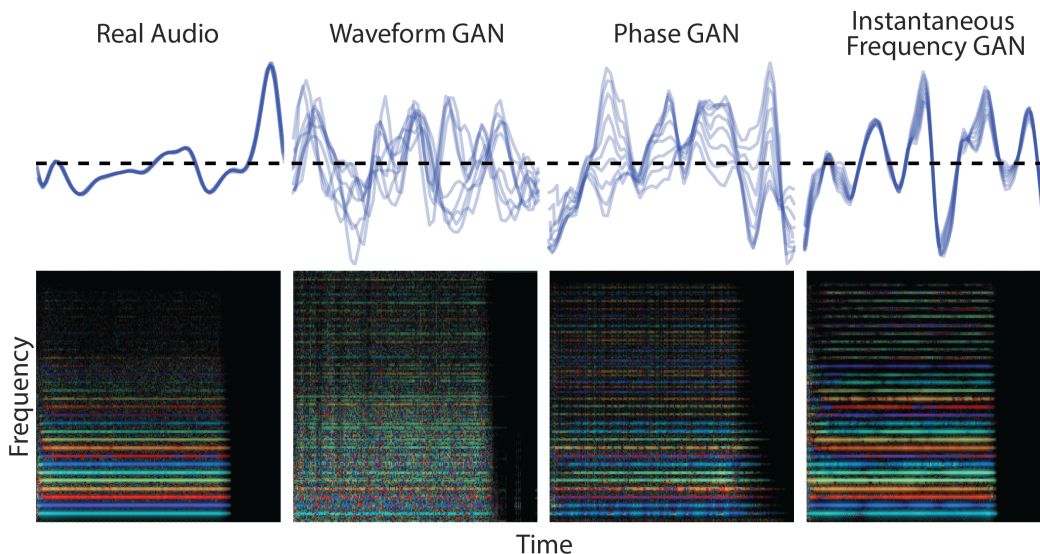 Real Audio
Waveform GAN
Phase GAN
Instantaneous
Frequency GAN
Frequency
Time